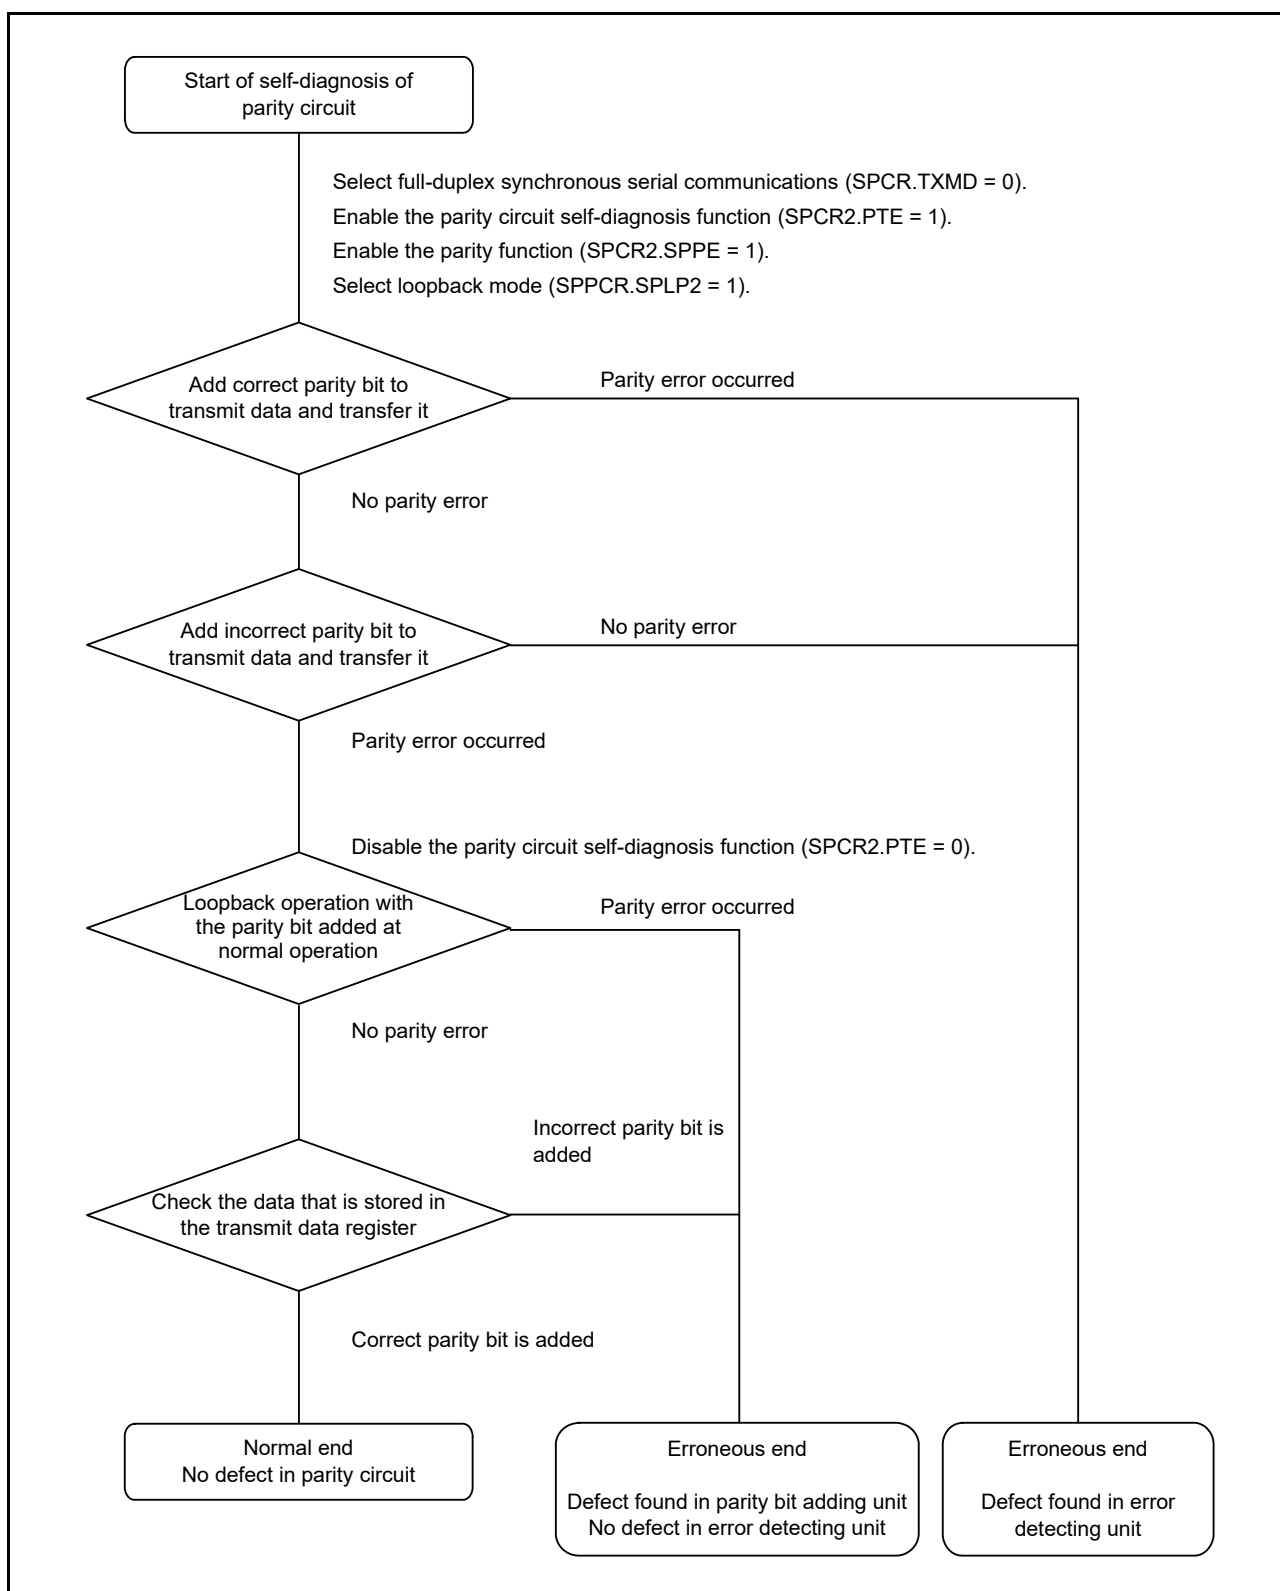 Start of self-diagnosis of
parity circuit
Select full-duplex synchronous serial communications (SPCR.TXMD = 0).
Enable the parity circuit self-diagnosis function (SPCR2.PTE = 1).
Enable the parity function (SPCR2.SPPE = 1).
Select loopback mode (SPPCR.SPLP2 = 1).
Add correct parity bit to
transmit data and transfer it
Parity error occurred
No parity error
Add incorrect parity bit to
transmit data and transfer it
No parity error
Parity error occurred
Disable the parity circuit self-diagnosis function (SPCR2.PTE = 0).
Loopback operation with
the parity bit added at
normal operation
Parity error occurred
No parity error
Incorrect parity bit is
added
Check the data that is stored in
the transmit data register
Correct parity bit is added
Normal end
No defect in parity circuit
Erroneous end
Defect found in parity bit adding unit
No defect in error detecting unit
Erroneous end
Defect found in error
detecting unit